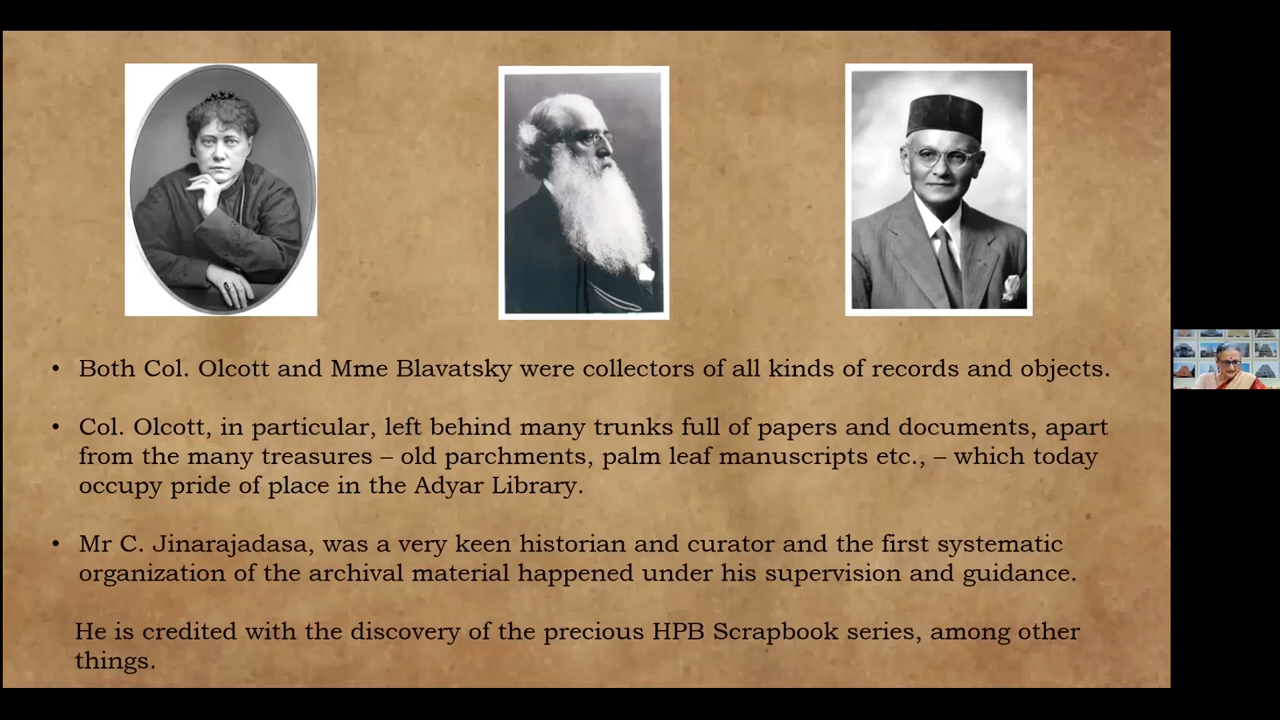 • Both Col. Olcott and Mme Blavatsky were collectors of all kinds of records and objects.
• Col. Olcott, in particular, left behind many trunks full of papers and documents, apart
from the many treasures – old parchments, palm leaf manuscripts etc., – which today
occupy pride of place in the Adyar Library.
• Mr C. Jinarajadasa, was a very keen historian and curator and the first systematic
organization of the archival material happened under his supervision and guidance.
He is credited with the discovery of the precious HPB Scrapbook series, among other
things.